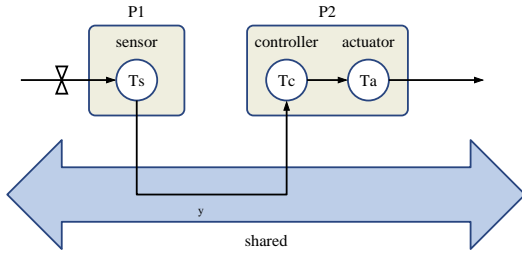 P1 P2
sensor controller actuator
Ts Tc Ta
y
shared